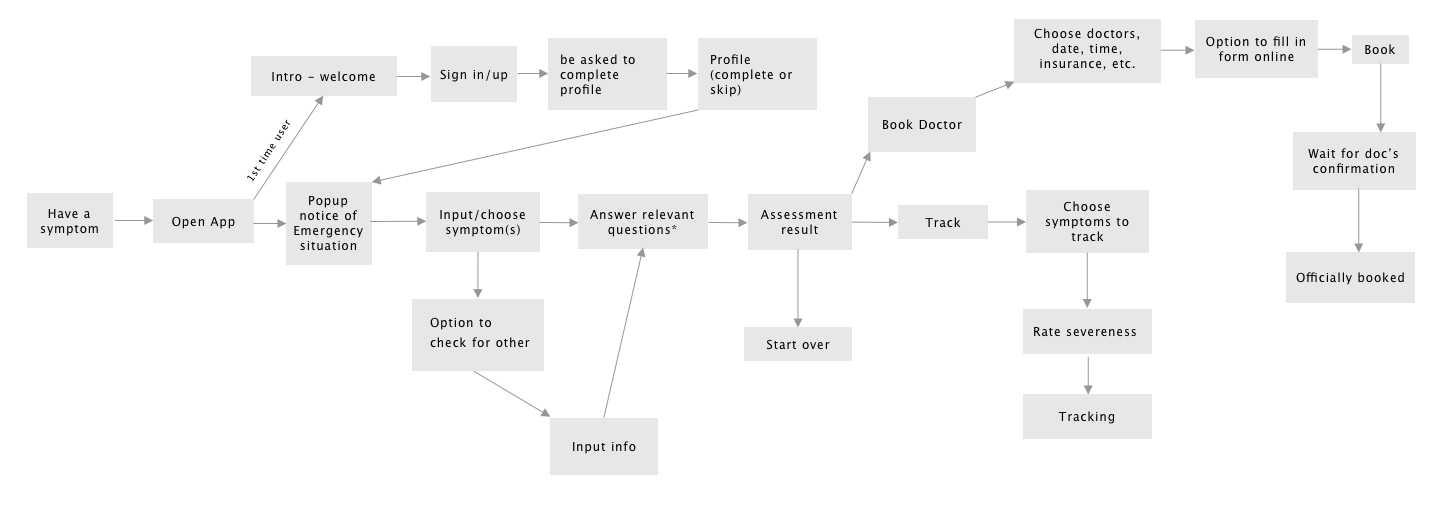 Have a
symptom
Open App
1st time user
Intro – welcome
Sign in/up
be asked to
complete
profile
Profile
(complete or
skip)
Popup
notice of
Emergency
situation
Input/choose
symptom(s)
Option to
check for other
Input info
Answer relevant
questions*
Assessment
result
Start over
Book Doctor
Choose doctors,
date, time,
insurance, etc.
Option to fill in
form online
Book
Wait for doc's
confirmation
Officially booked
Track
Choose
symptoms to
track
Rate severeness
Tracking